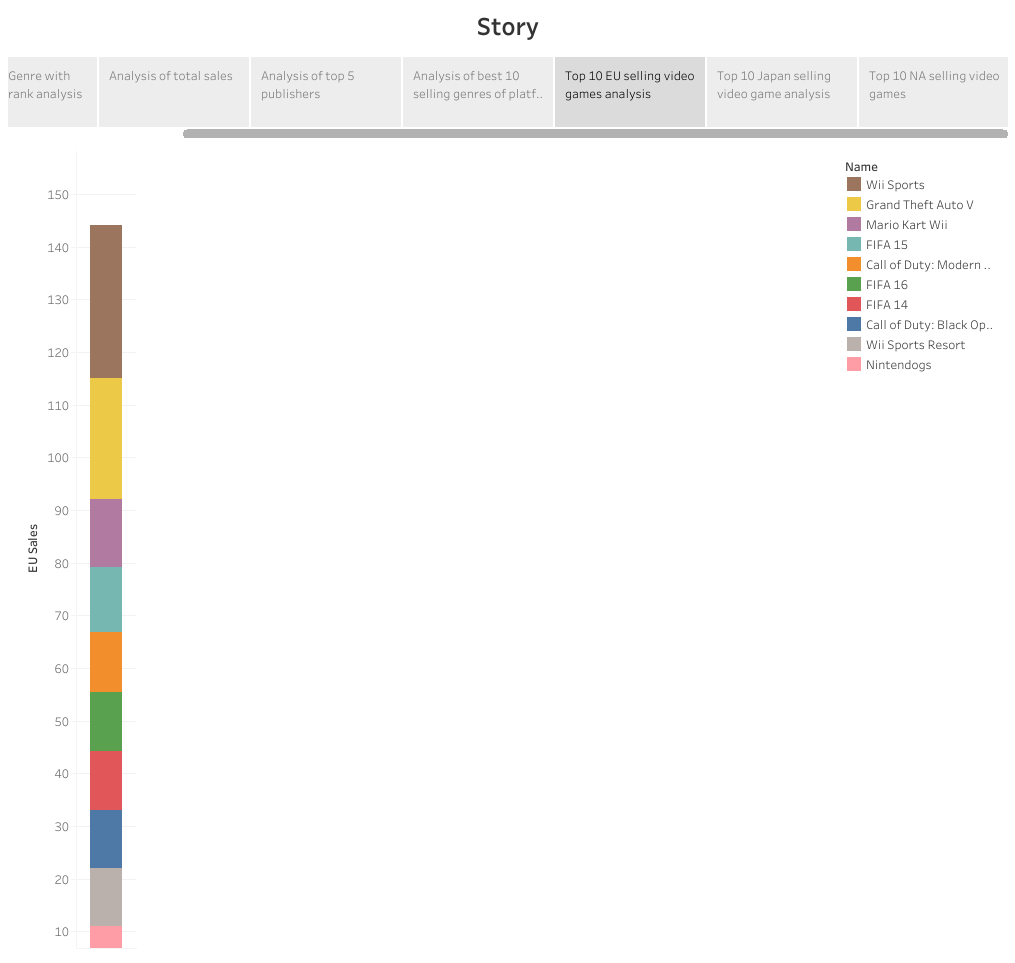 Story
Genre with
rank analysis
Analysis of total sales
Analysis of top 5
publishers
Analysis of best 10
selling genres of platf..
Top 10 EU selling video
games analysis
Top 10 Japan selling
video game analysis
Top 10 NA selling video
games
EU Sales
150
140
130
120
110
100
90
80
70
60
50
40
30
20
10
Name
Wii Sports
Grand Theft Auto V
Mario Kart Wii
FIFA 15
Call of Duty: Modern ..
FIFA 16
FIFA 14
Call of Duty: Black Op..
Wii Sports Resort
Nintendogs